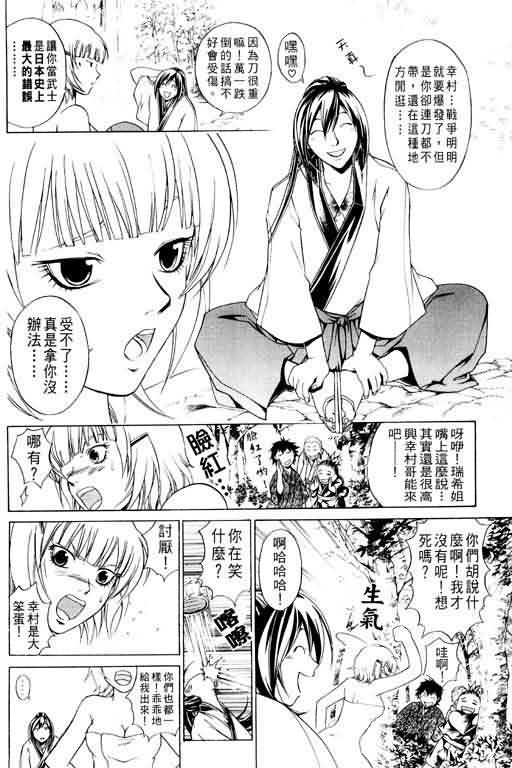 幸村…戰爭明明
就要爆發了，但
是你卻連刀都不
帶，還在這種地
方閒逛……
天真~
嘿嘿♡
因為刀很重
嘛！萬一跌
倒的話搞不
好會受傷。
讓你當武士
是日本史上
最大的錯誤
………
受不了…
真是拿你沒
辦法……
呀咿！瑞希姐
嘴上這麼說…
其實還是很高
興幸村哥能來
吧—！
臉紅了啊
臉紅
哪有？
你們胡說什
麼啊！我才
沒有呢！想
死嗎？
生氣
哇啊！
啊哈哈哈！
你在笑
什麼？
喀嚓
討厭！
幸村是大
笨蛋！
你們也都一
樣！乖乖地
給我出來！
…